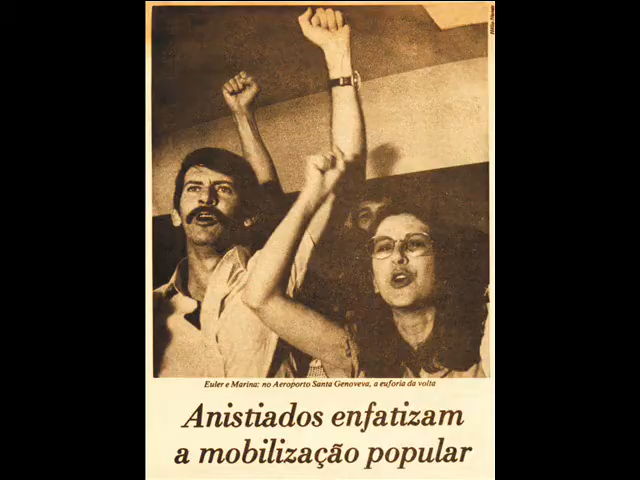 Euler e Marina: no Aeroporto Santa Genoveva, a euforia da volta
Anistiados enfatizam
a mobilização popular